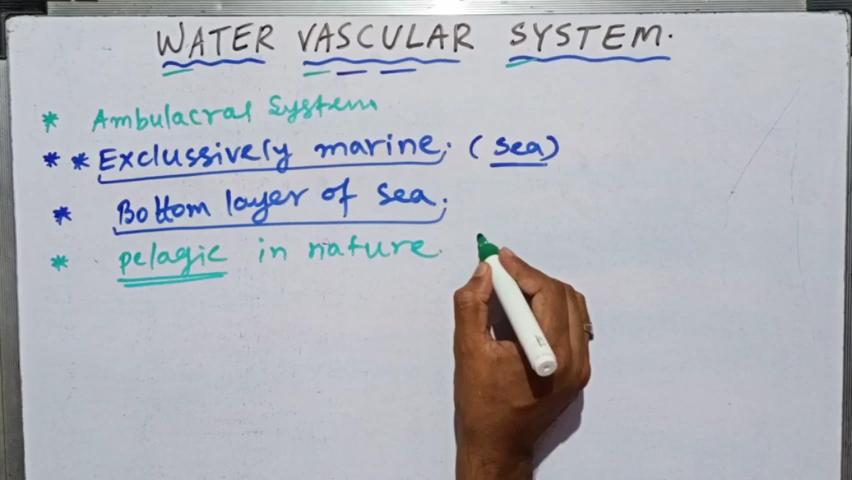 WATER VASCULAR SYSTEM.
* Ambulacral System
* * Exclussively marine. (sea)
* Bottom layer of sea.
* pelagic in nature.